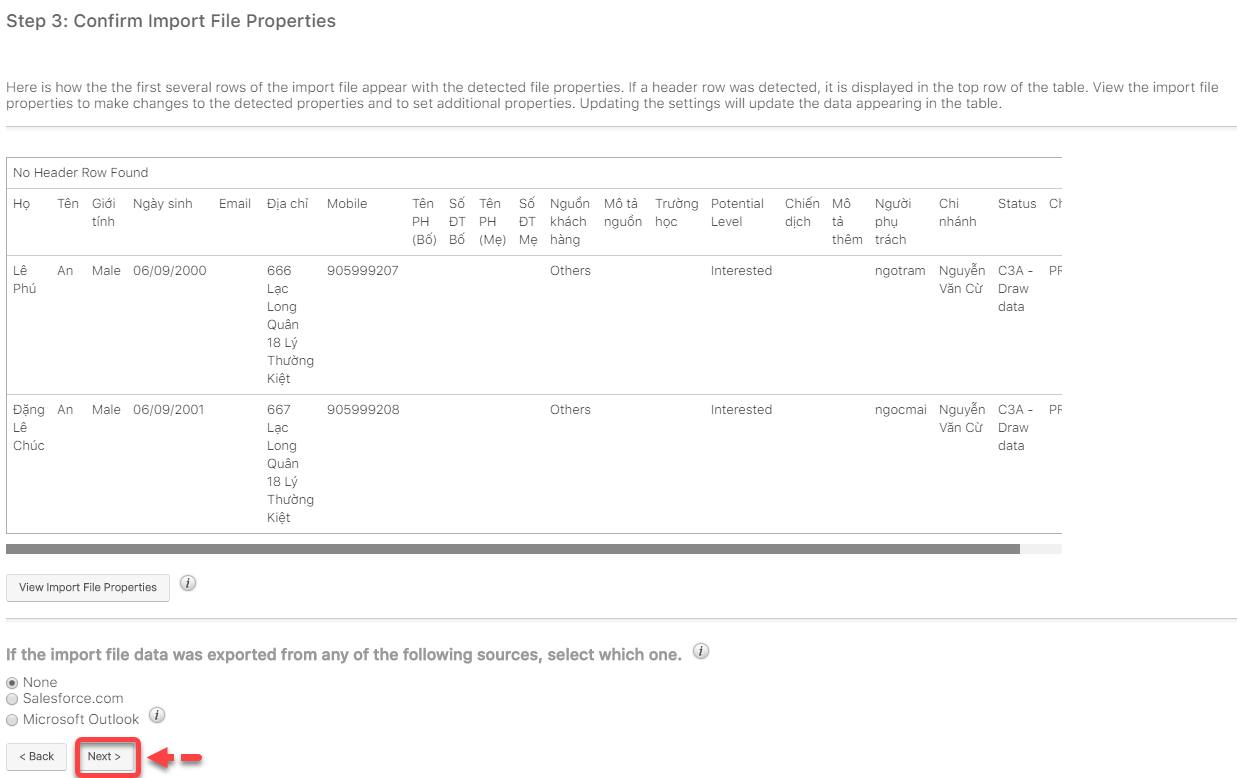 Step 3: Confirm Import File Properties
Here is how the the first several rows of the import file appear with the detected file properties. If a header row was detected, it is displayed in the top row of the table. View the import file
properties to make changes to the detected properties and to set additional properties. Updating the settings will update the data appearing in the table.
No Header Row Found
Họ Tên Giới tính Ngày sinh Email Địa chỉ Mobile Tên PH (Bố) Số ĐT Bố Tên PH (Mẹ) Số ĐT Mẹ Nguồn khách hàng Mô tả nguồn Trường học Potential Level Chiến dịch Mô tả thêm Người phụ trách Chi nhánh Status Ch
Lê Phú An Male 06/09/2000 666 Lạc Long Quân 18 Lý Thường Kiệt 905999207 Others Interested ngotram Nguyễn Văn Cừ C3A - Draw data PR
Đặng Lê Chúc An Male 06/09/2001 667 Lạc Long Quân 18 Lý Thường Kiệt 905999208 Others Interested ngocmai Nguyễn Văn Cừ C3A - Draw data PR
View Import File Properties i
If the import file data was exported from any of the following sources, select which one. i
None
Salesforce.com
Microsoft Outlook i
< Back Next >